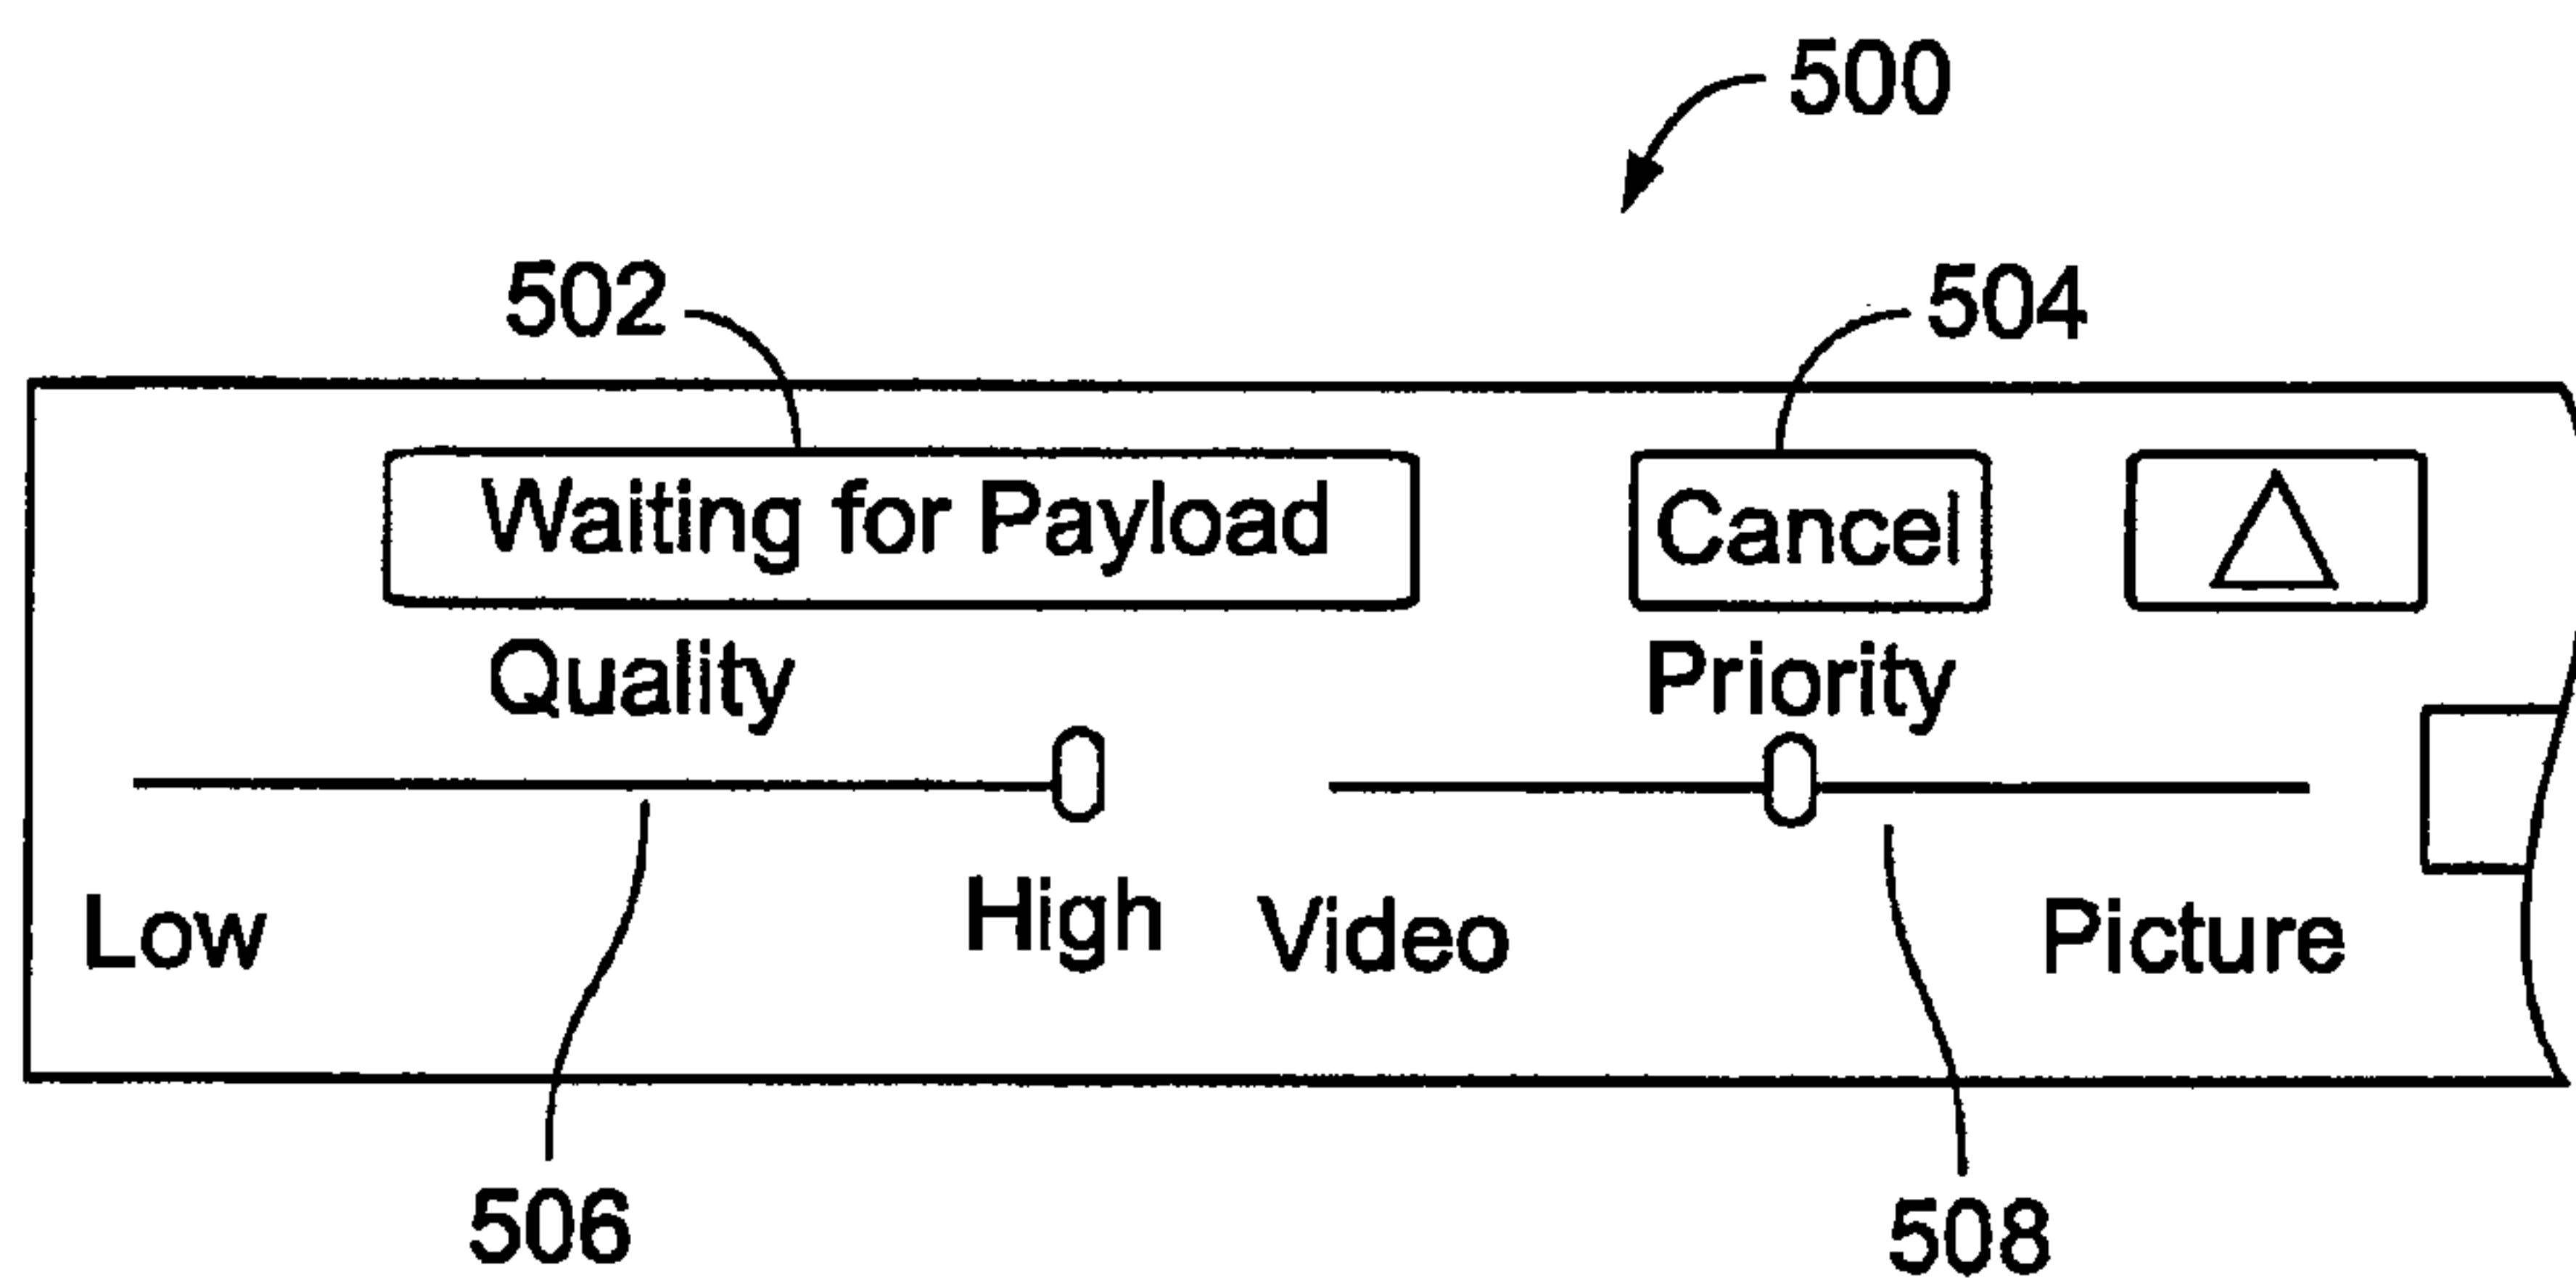 500
502
504
Waiting for Payload
Cancel
Quality
Priority
Low
High
Video
Picture
506
508